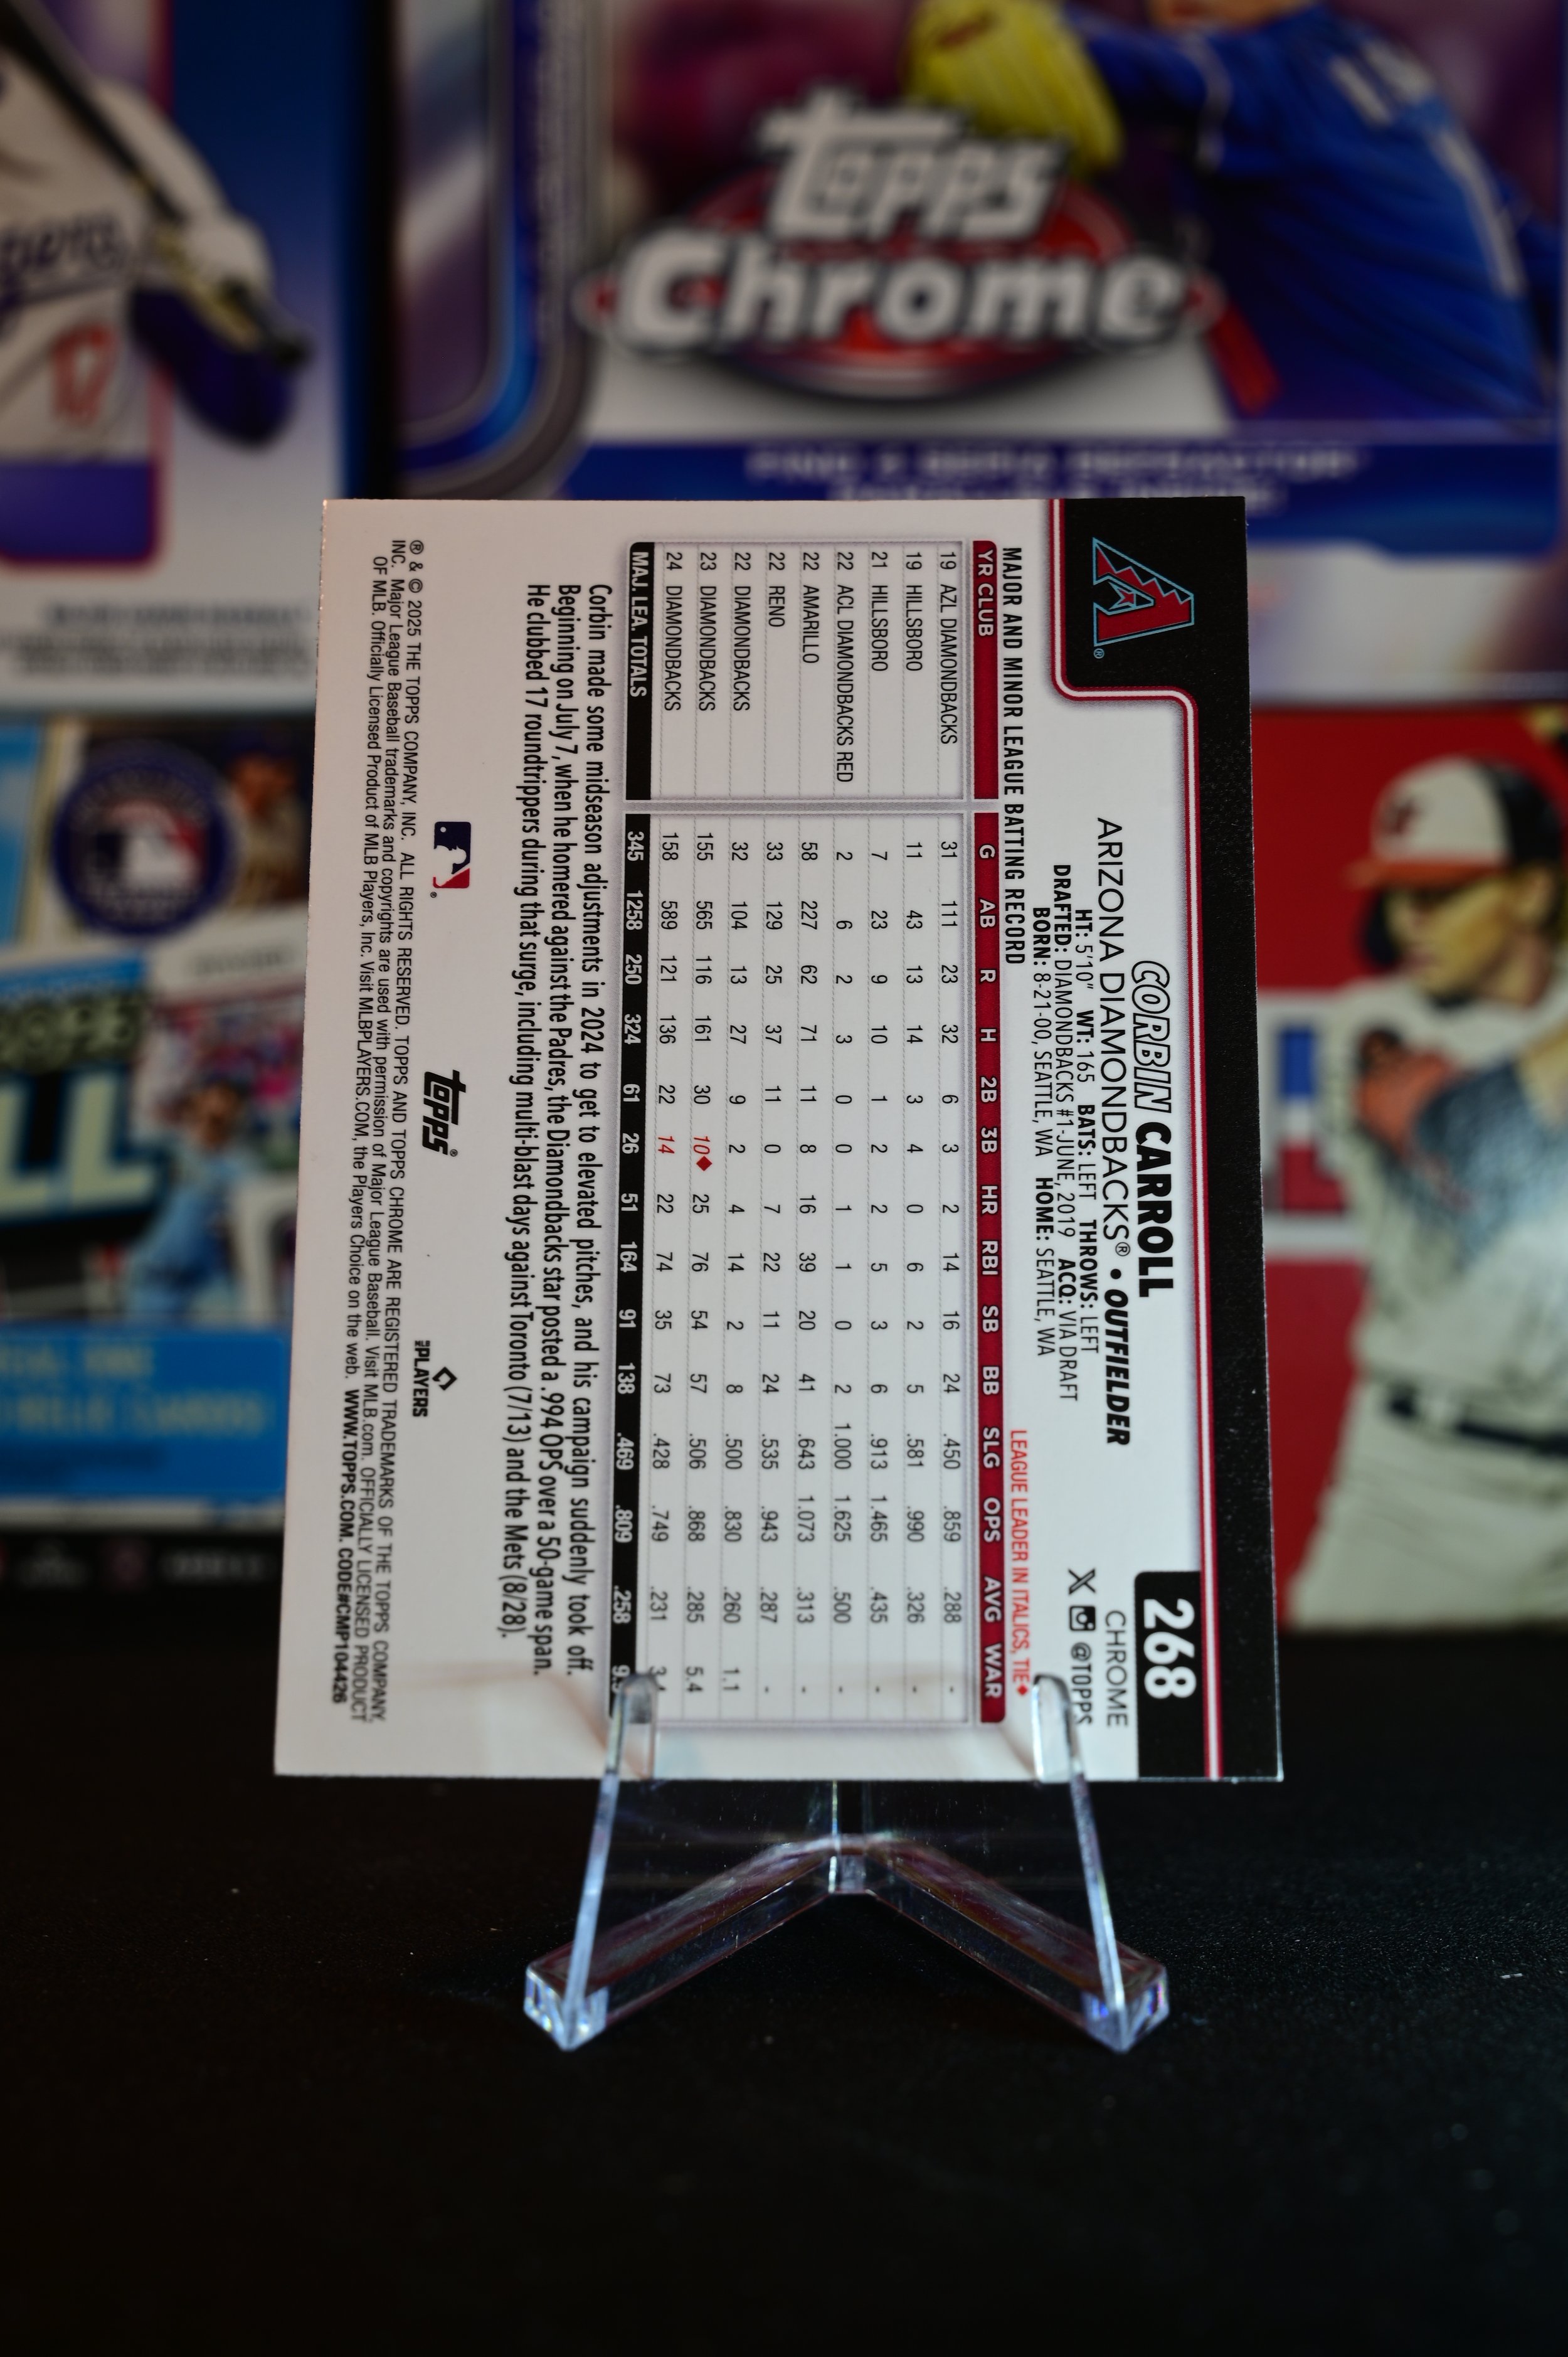 topps
Chrome
17
268
CHROME
X @TOPPS
CORBIN CARROLL
ARIZONA DIAMONDBACKS® • OUTFIELDER
HT: 5'10" WT: 165 BATS: LEFT THROWS: LEFT
DRAFTED: DIAMONDBACKS #1-JUNE, 2019 ACQ: VIA DRAFT
BORN: 8-21-00, SEATTLE, WA HOME: SEATTLE, WA
MAJOR AND MINOR LEAGUE BATTING RECORD LEAGUE LEADER IN ITALICS, TIE♦
YR CLUB G AB R H 2B 3B HR RBI SB BB SLG OPS AVG WAR
19 AZL DIAMONDBACKS 31 111 23 32 6 3 2 14 16 24 .450 .859 .288 -
19 HILLSBORO 11 43 13 14 3 4 0 6 2 5 .581 .990 .326 -
21 HILLSBORO 7 23 9 10 1 2 2 5 3 6 .913 1.465 .435 -
22 ACL DIAMONDBACKS RED 2 6 2 3 0 0 1 1 0 2 1.000 1.625 .500 -
22 AMARILLO 58 227 62 71 11 8 16 39 20 41 .643 1.073 .313 -
22 RENO 33 129 25 37 11 0 7 22 11 24 .535 .943 .287 -
22 DIAMONDBACKS 32 104 13 27 9 2 4 14 2 8 .500 .830 .260 1.1
23 DIAMONDBACKS 155 565 116 161 30 10♦ 25 76 54 57 .506 .868 .285 5.4
24 DIAMONDBACKS 158 589 121 136 22 14 22 74 35 73 .428 .749 .231
MAJ. LEA. TOTALS 345 1258 250 324 61 26 51 164 91 138 .469 .809 .258
Corbin made some midseason adjustments in 2024 to get to elevated pitches, and his campaign suddenly took off.
Beginning on July 7, when he homered against the Padres, the Diamondbacks star posted a .994 OPS over a 50-game span.
He clubbed 17 roundtrippers during that surge, including multi-blast days against Toronto (7/13) and the Mets (8/28).
topps®
MLB PLAYERS
® & © 2025 THE TOPPS COMPANY, INC. ALL RIGHTS RESERVED. TOPPS AND TOPPS CHROME ARE REGISTERED TRADEMARKS OF THE TOPPS COMPANY,
INC. Major League Baseball trademarks and copyrights are used with permission of Major League Baseball. Visit MLB.com. OFFICIALLY LICENSED PRODUCT
OF MLB. Officially Licensed Product of MLB Players, Inc. Visit MLBPLAYERS.COM, the Players Choice on the web. WWW.TOPPS.COM. CODE#CMP104426